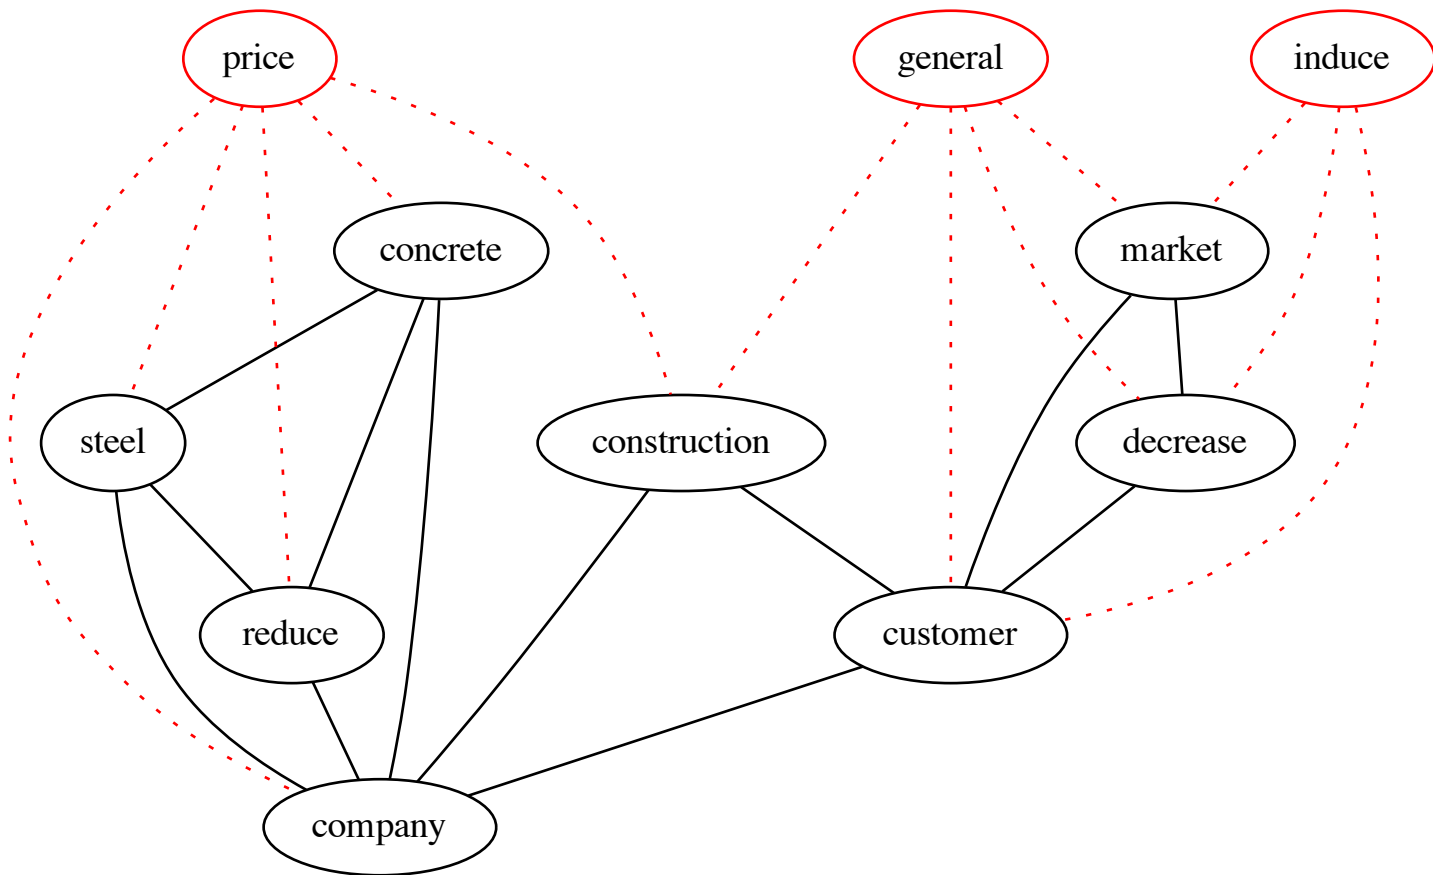 price
general
induce
concrete
market
steel
construction
decrease
reduce
customer
company